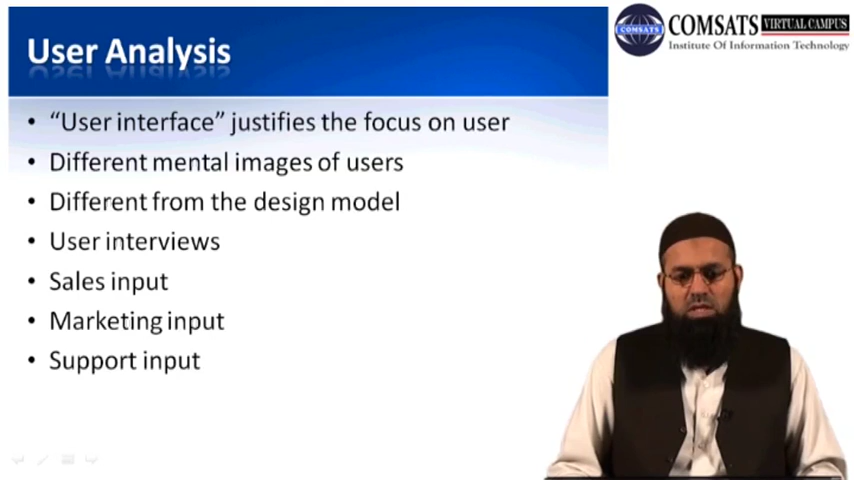 User Analysis
• "User interface" justifies the focus on user
• Different mental images of users
• Different from the design model
• User interviews
• Sales input
• Marketing input
• Support input
COMSATS
COMSATS VIRTUAL CAMPUS
Institute Of Information Technology